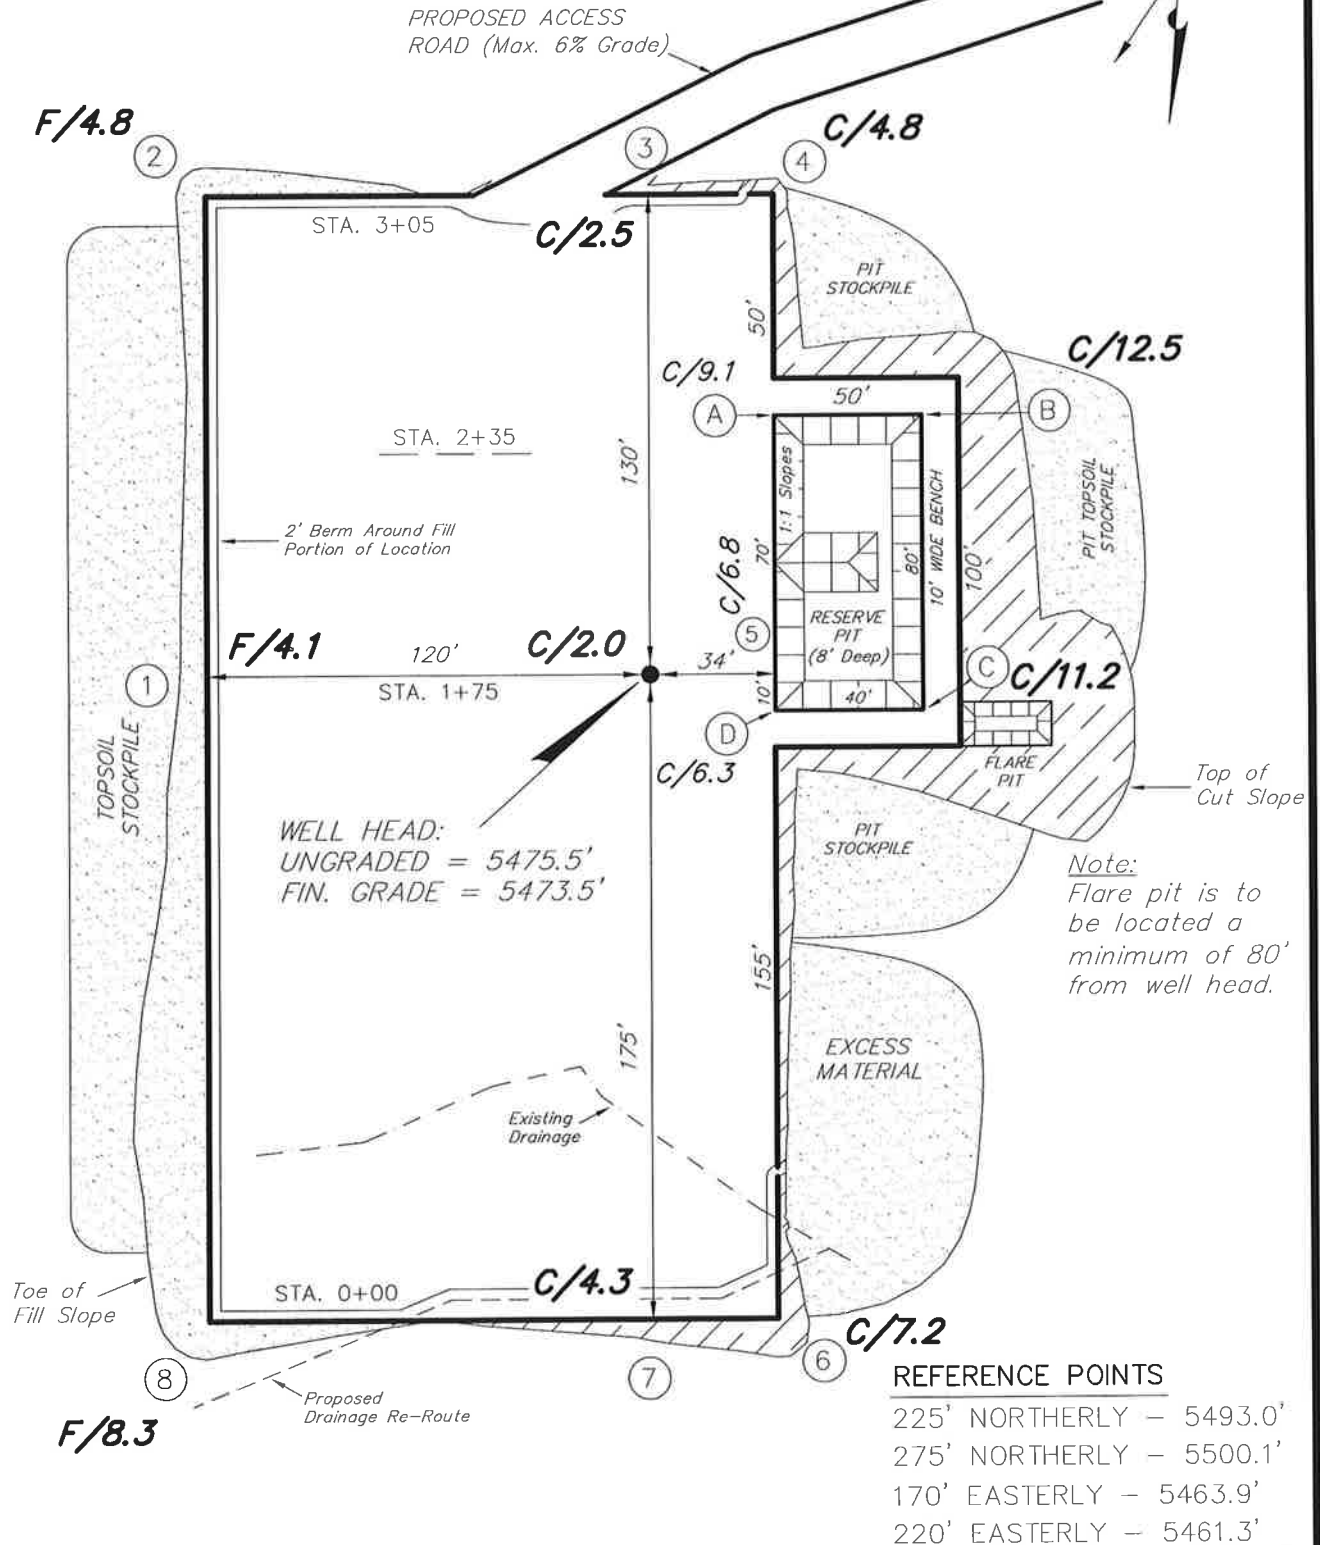 PROPOSED ACCESS
ROAD (Max. 6% Grade)
F/4.8
2
3
C/4.8
4
STA. 3+05
C/2.5
PIT
STOCKPILE
50'
C/12.5
C/9.1
50'
A
B
STA. 2+35
130'
1:1 Slopes
10' WIDE BENCH
PIT TOPSOIL
STOCKPILE
2' Berm Around Fill
Portion of Location
C/6.8
70'
80'
100'
RESERVE
PIT
(8' Deep)
5
F/4.1
120'
C/2.0
34'
STA. 1+75
1
10'
40'
C
C/11.2
D
TOPSOIL
STOCKPILE
C/6.3
FLARE
PIT
Top of
Cut Slope
WELL HEAD:
UNGRADED = 5475.5'
FIN. GRADE = 5473.5'
PIT
STOCKPILE
Note:
Flare pit is to
be located a
minimum of 80'
from well head.
155'
175'
EXCESS
MATERIAL
Existing
Drainage
Toe of
Fill Slope
STA. 0+00
C/4.3
C/7.2
6
7
8
F/8.3
Proposed
Drainage Re-Route
REFERENCE POINTS
225' NORTHERLY - 5493.0'
275' NORTHERLY - 5500.1'
170' EASTERLY - 5463.9'
220' EASTERLY - 5461.3'